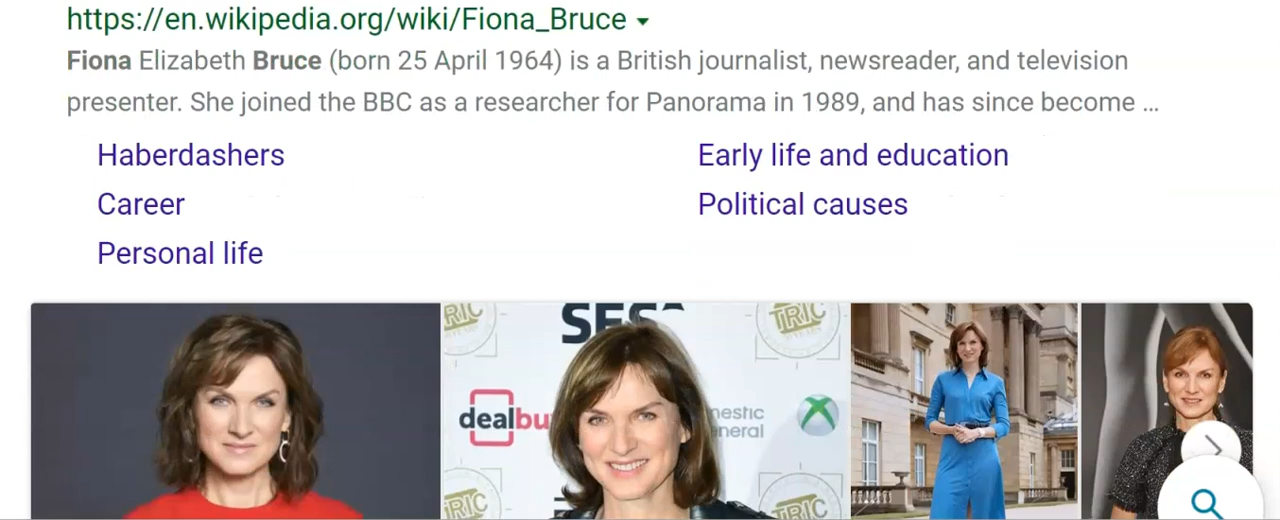 https://en.wikipedia.org/wiki/Fiona_Bruce
Fiona Elizabeth Bruce (born 25 April 1964) is a British journalist, newsreader, and television
presenter. She joined the BBC as a researcher for Panorama in 1989, and has since become ...
Haberdashers
Early life and education
Career
Political causes
Personal life
TRIC
TRIC
dealbu
mestic
neral
TRIC
TRIC